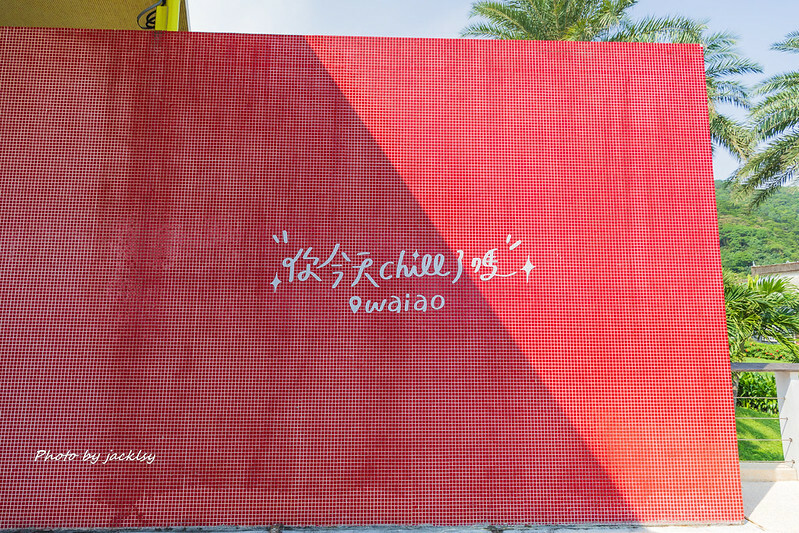 你今天chill了嗎
waiao
Photo by jacklsy